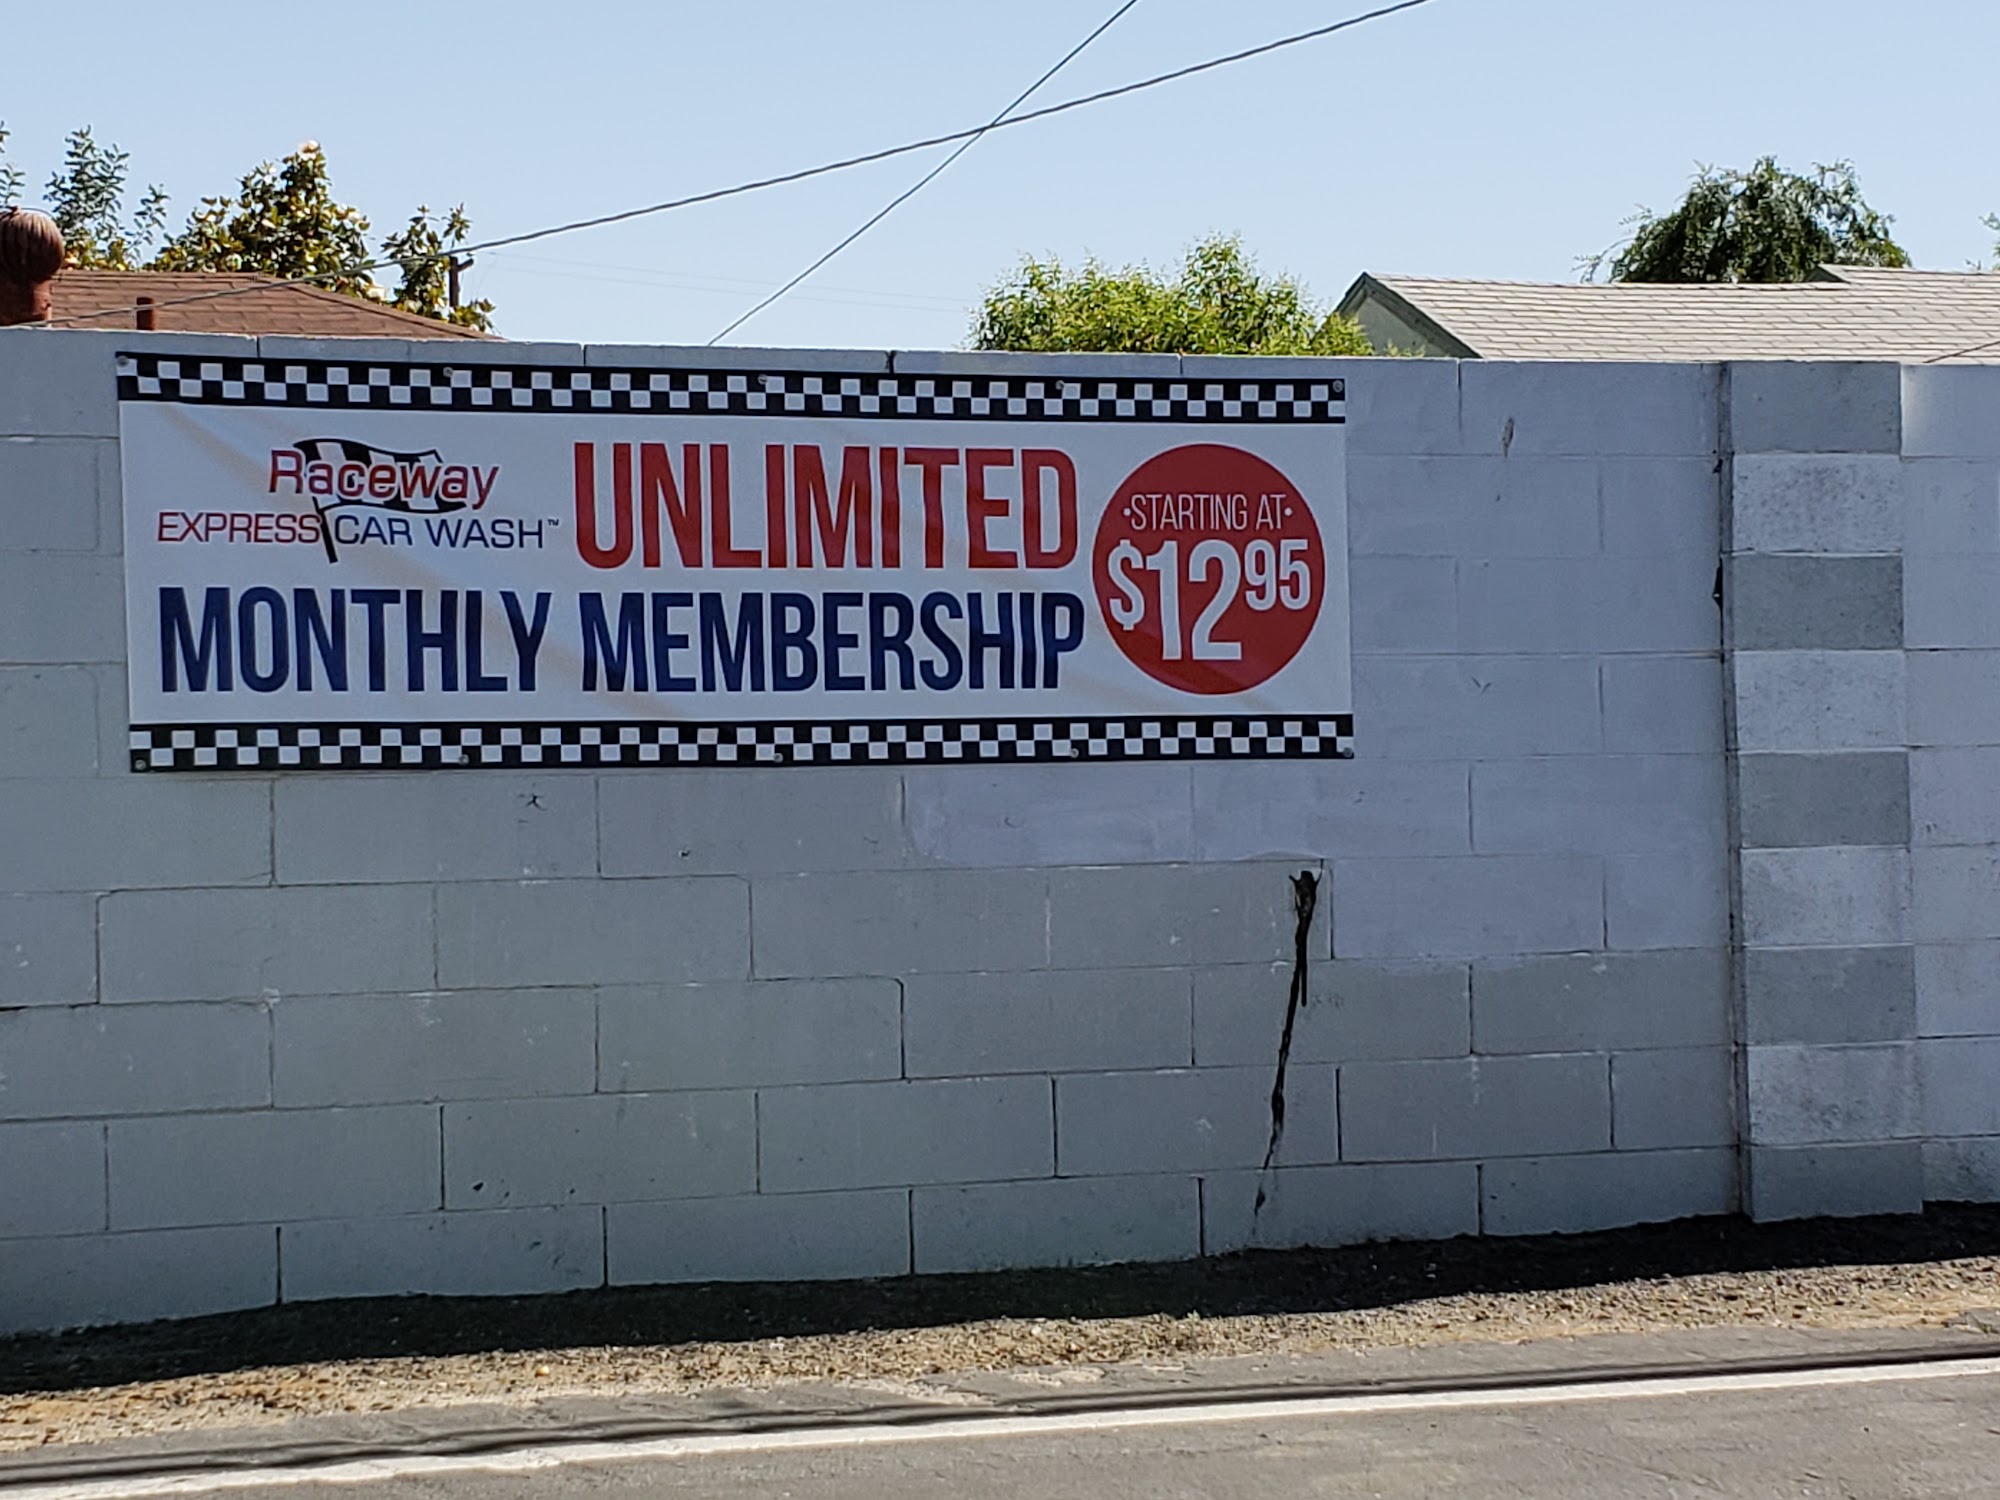 Raceway
EXPRESS CAR WASH™
UNLIMITED
MONTHLY MEMBERSHIP
•STARTING AT•
$12 95